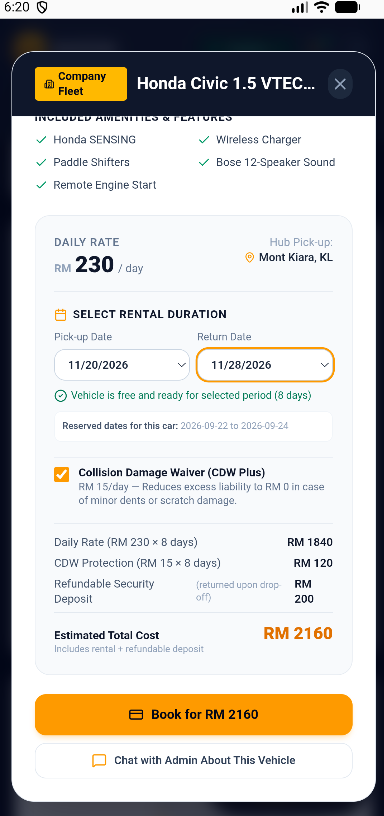 6:20
Company
Fleet
Honda Civic 1.5 VTEC...
INCLUDED AMENITIES & FEATURES
Honda SENSING
Wireless Charger
Paddle Shifters
Bose 12-Speaker Sound
Remote Engine Start
DAILY RATE
Hub Pick-up:
RM 230 / day
Mont Kiara, KL
SELECT RENTAL DURATION
Pick-up Date
Return Date
11/20/2026
11/28/2026
Vehicle is free and ready for selected period (8 days)
Reserved dates for this car: 2026-09-22 to 2026-09-24
Collision Damage Waiver (CDW Plus)
RM 15/day — Reduces excess liability to RM 0 in case
of minor dents or scratch damage.
Daily Rate (RM 230 × 8 days) RM 1840
CDW Protection (RM 15 × 8 days) RM 120
Refundable Security
Deposit
(returned upon drop-
off)
RM
200
Estimated Total Cost
Includes rental + refundable deposit
RM 2160
Book for RM 2160
Chat with Admin About This Vehicle